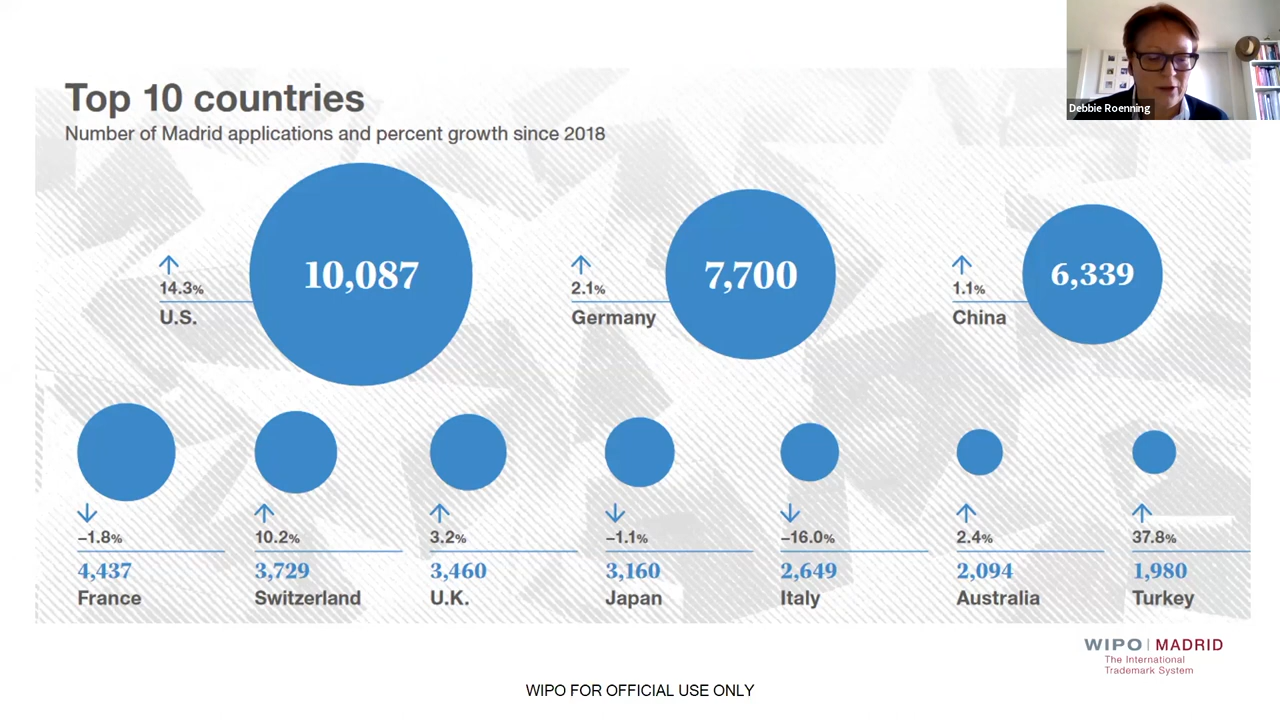 Debbie Roenning
Top 10 countries
Number of Madrid applications and percent growth since 2018
14.3%
U.S.
10,087
2.1%
Germany
7,700
1.1%
China
6,339
–1.8%
4,437
France
10.2%
3,729
Switzerland
3.2%
3,460
U.K.
–1.1%
3,160
Japan
–16.0%
2,649
Italy
2.4%
2,094
Australia
37.8%
1,980
Turkey
WIPO | MADRID
The International
Trademark System
WIPO FOR OFFICIAL USE ONLY